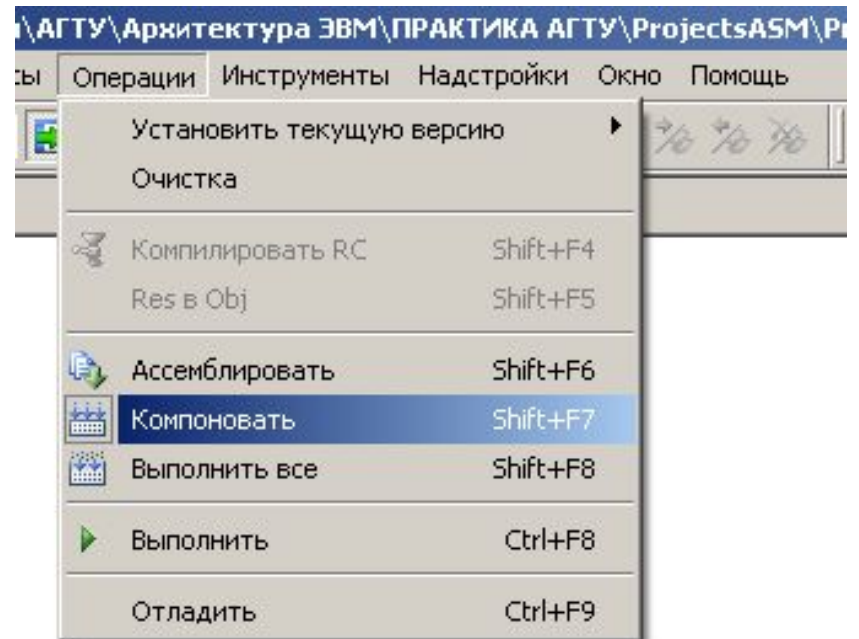 \АГТУ\Архитектура ЭВМ\ПРАКТИКА АГТУ\ProjectsASM\P
сы Операции Инструменты Надстройки Окно Помощь
Установить текущую версию
Очистка
Компилировать RC Shift+F4
Res в Obj Shift+F5
Ассемблировать Shift+F6
Компоновать Shift+F7
Выполнить все Shift+F8
Выполнить Ctrl+F8
Отладить Ctrl+F9